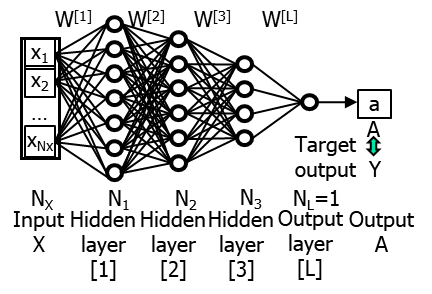 W[1] W[2] W[3] W[L]
x1
x2
...
xNx
a
A
Target
output Y
NX N1 N2 N3 NL=1
Input Hidden Hidden Hidden Output Output
X layer layer layer layer A
[1] [2] [3] [L]